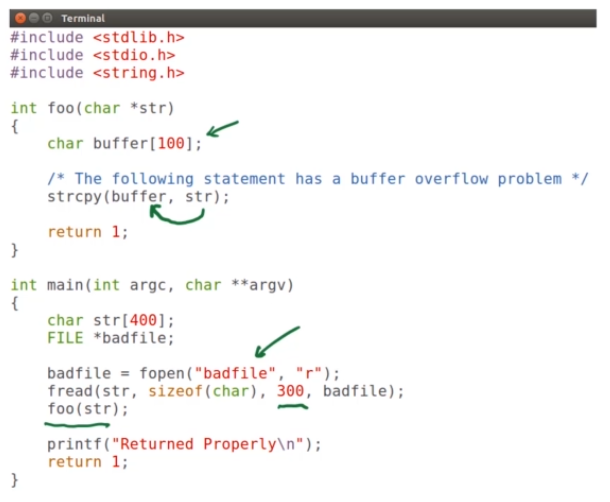 Terminal
#include <stdlib.h>
#include <stdio.h>
#include <string.h>
int foo(char *str)
{
char buffer[100];
/* The following statement has a buffer overflow problem */
strcpy(buffer, str);
return 1;
}
int main(int argc, char **argv)
{
char str[400];
FILE *badfile;
badfile = fopen("badfile", "r");
fread(str, sizeof(char), 300, badfile);
foo(str);
printf("Returned Properly\n");
return 1;
}